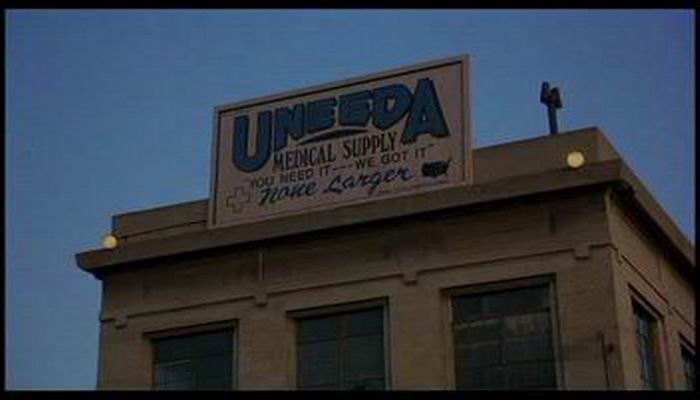 UNEEDA
MEDICAL SUPPLY
"YOU NEED IT---WE GOT IT"
None Larger